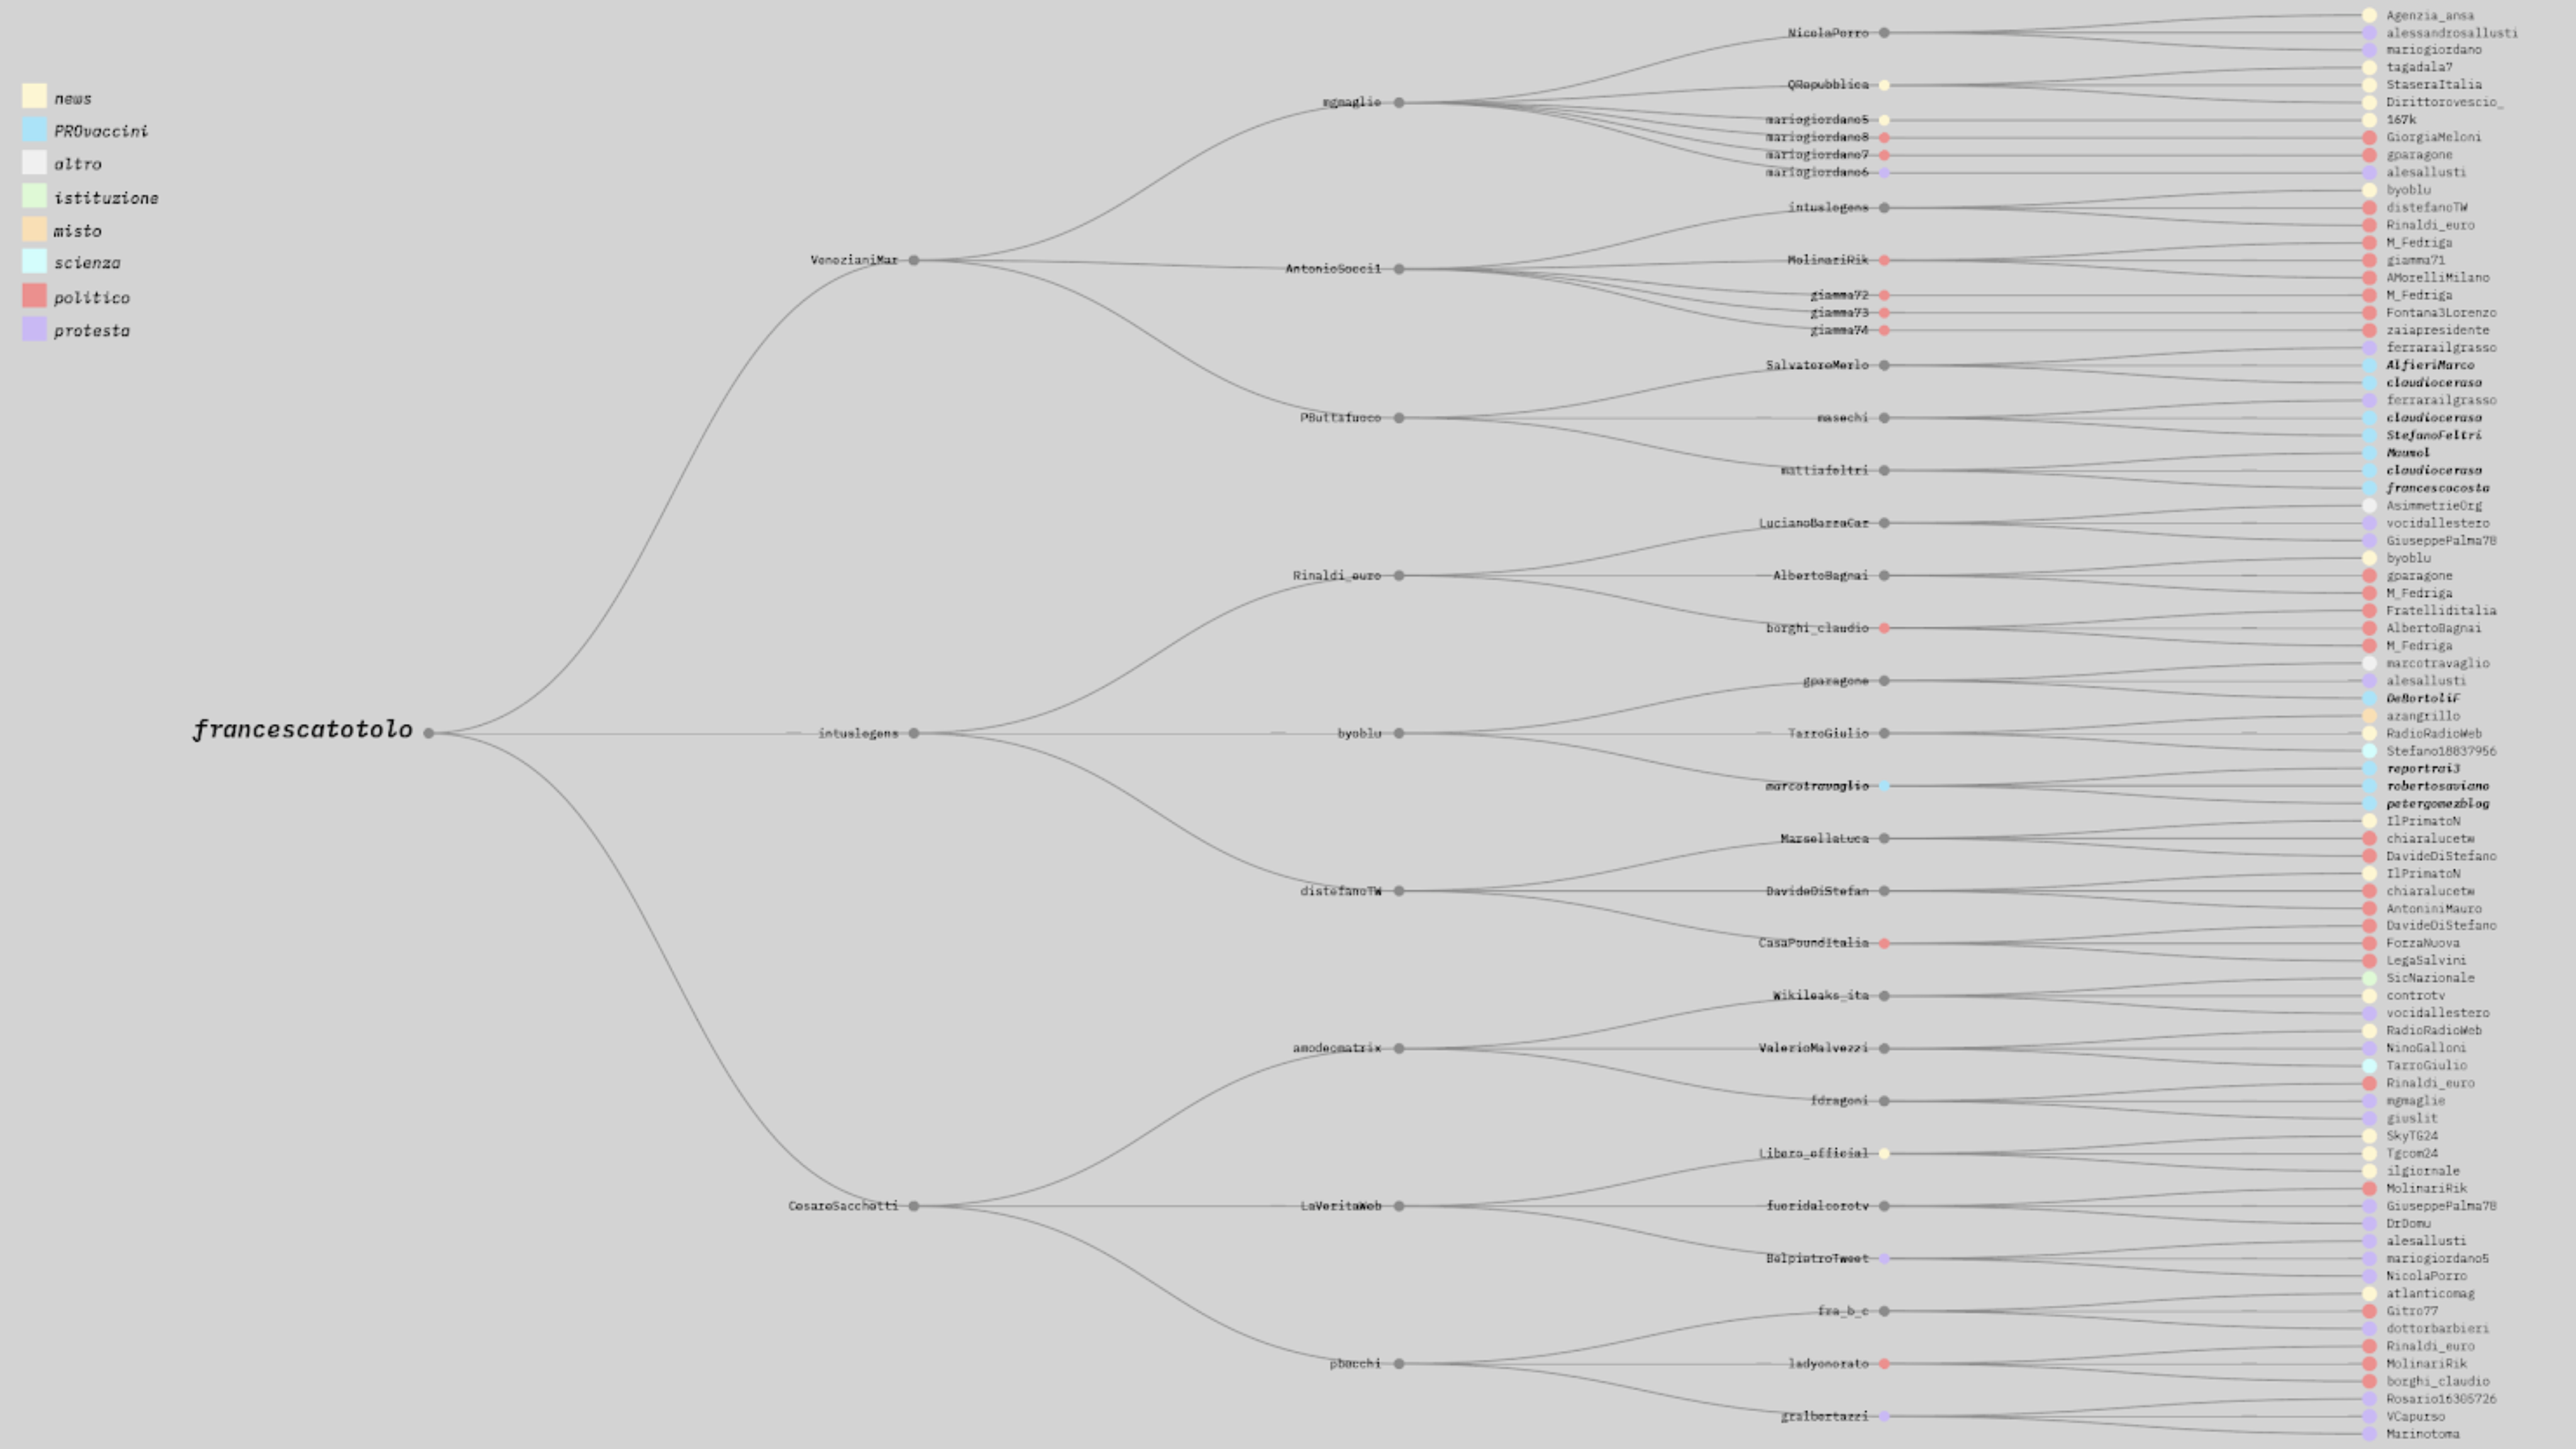 news
PROvaccini
altro
istituzione
misto
scienza
politico
protesta
francescatotolo
VenezianiMar
intuslegens
CesareSacchetti
mgmaglie
AntonioSocci1
PButtafuoco
Rinaldi_euro
byoblu
distefanoTW
amodeomatrix
LaVeritaWeb
pbecchi
NicolaPorro
QRepubblica
mariogiordano5
mariogiordano8
mariogiordano7
mariogiordano6
intuslegens
MolinariRik
giamma72
giamma73
giamma74
SalvatoreMerlo
masechi
mattiafeltri
LucianoBarraCar
AlbertoBagnai
borghi_claudio
gparagone
TarroGiulio
marcotravaglio
MarsellaLuca
DavideDiStefan
CasaPoundItalia
Wikileaks_ita
ValerioMalvezzi
fdragoni
Libero_official
fuoridalcorotv
BelpietroTweet
fra_b_c
ladyonorato
gralbertazzi
Agenzia_ansa
alessandrosallusti
mariogiordano
tagadala7
StaseraItalia
Dirittorovescio_
167k
GiorgiaMeloni
gparagone
alesallusti
byoblu
distefanoTW
Rinaldi_euro
M_Fedriga
giamma71
AMorelliMilano
M_Fedriga
Fontana3Lorenzo
zaiapresidente
ferrarailgrasso
AlfieriMarco
claudiocerasa
ferrarailgrasso
claudiocerasa
StefanoFeltri
claudiocerasa
francescocosta
AsimmetrieOrg
vocidallestero
GiuseppePalma78
byoblu
gparagone
M_Fedriga
Fratelliditalia
AlbertoBagnai
M_Fedriga
marcotravaglio
alesallusti
DeBortoliF
azangrillo
RadioRadioWeb
Stefano18837956
reportrai3
robertosaviano
petergomezblog
IlPrimatoN
chiaralucetw
DavideDiStefano
IlPrimatoN
chiaralucetw
AntoniniMauro
DavideDiStefano
ForzaNuova
LegaSalvini
SicNazionale
controtv
vocidallestero
RadioRadioWeb
NinoGalloni
TarroGiulio
Rinaldi_euro
mgmaglie
giuslit
SkyTG24
Tgcom24
ilgiornale
MolinariRik
GiuseppePalma78
DrDomu
alesallusti
mariogiordano5
NicolaPorro
atlanticomag
Gitro77
dottorbarbieri
Rinaldi_euro
MolinariRik
borghi_claudio
Rosario16305726
VCapurso
Marinotoma